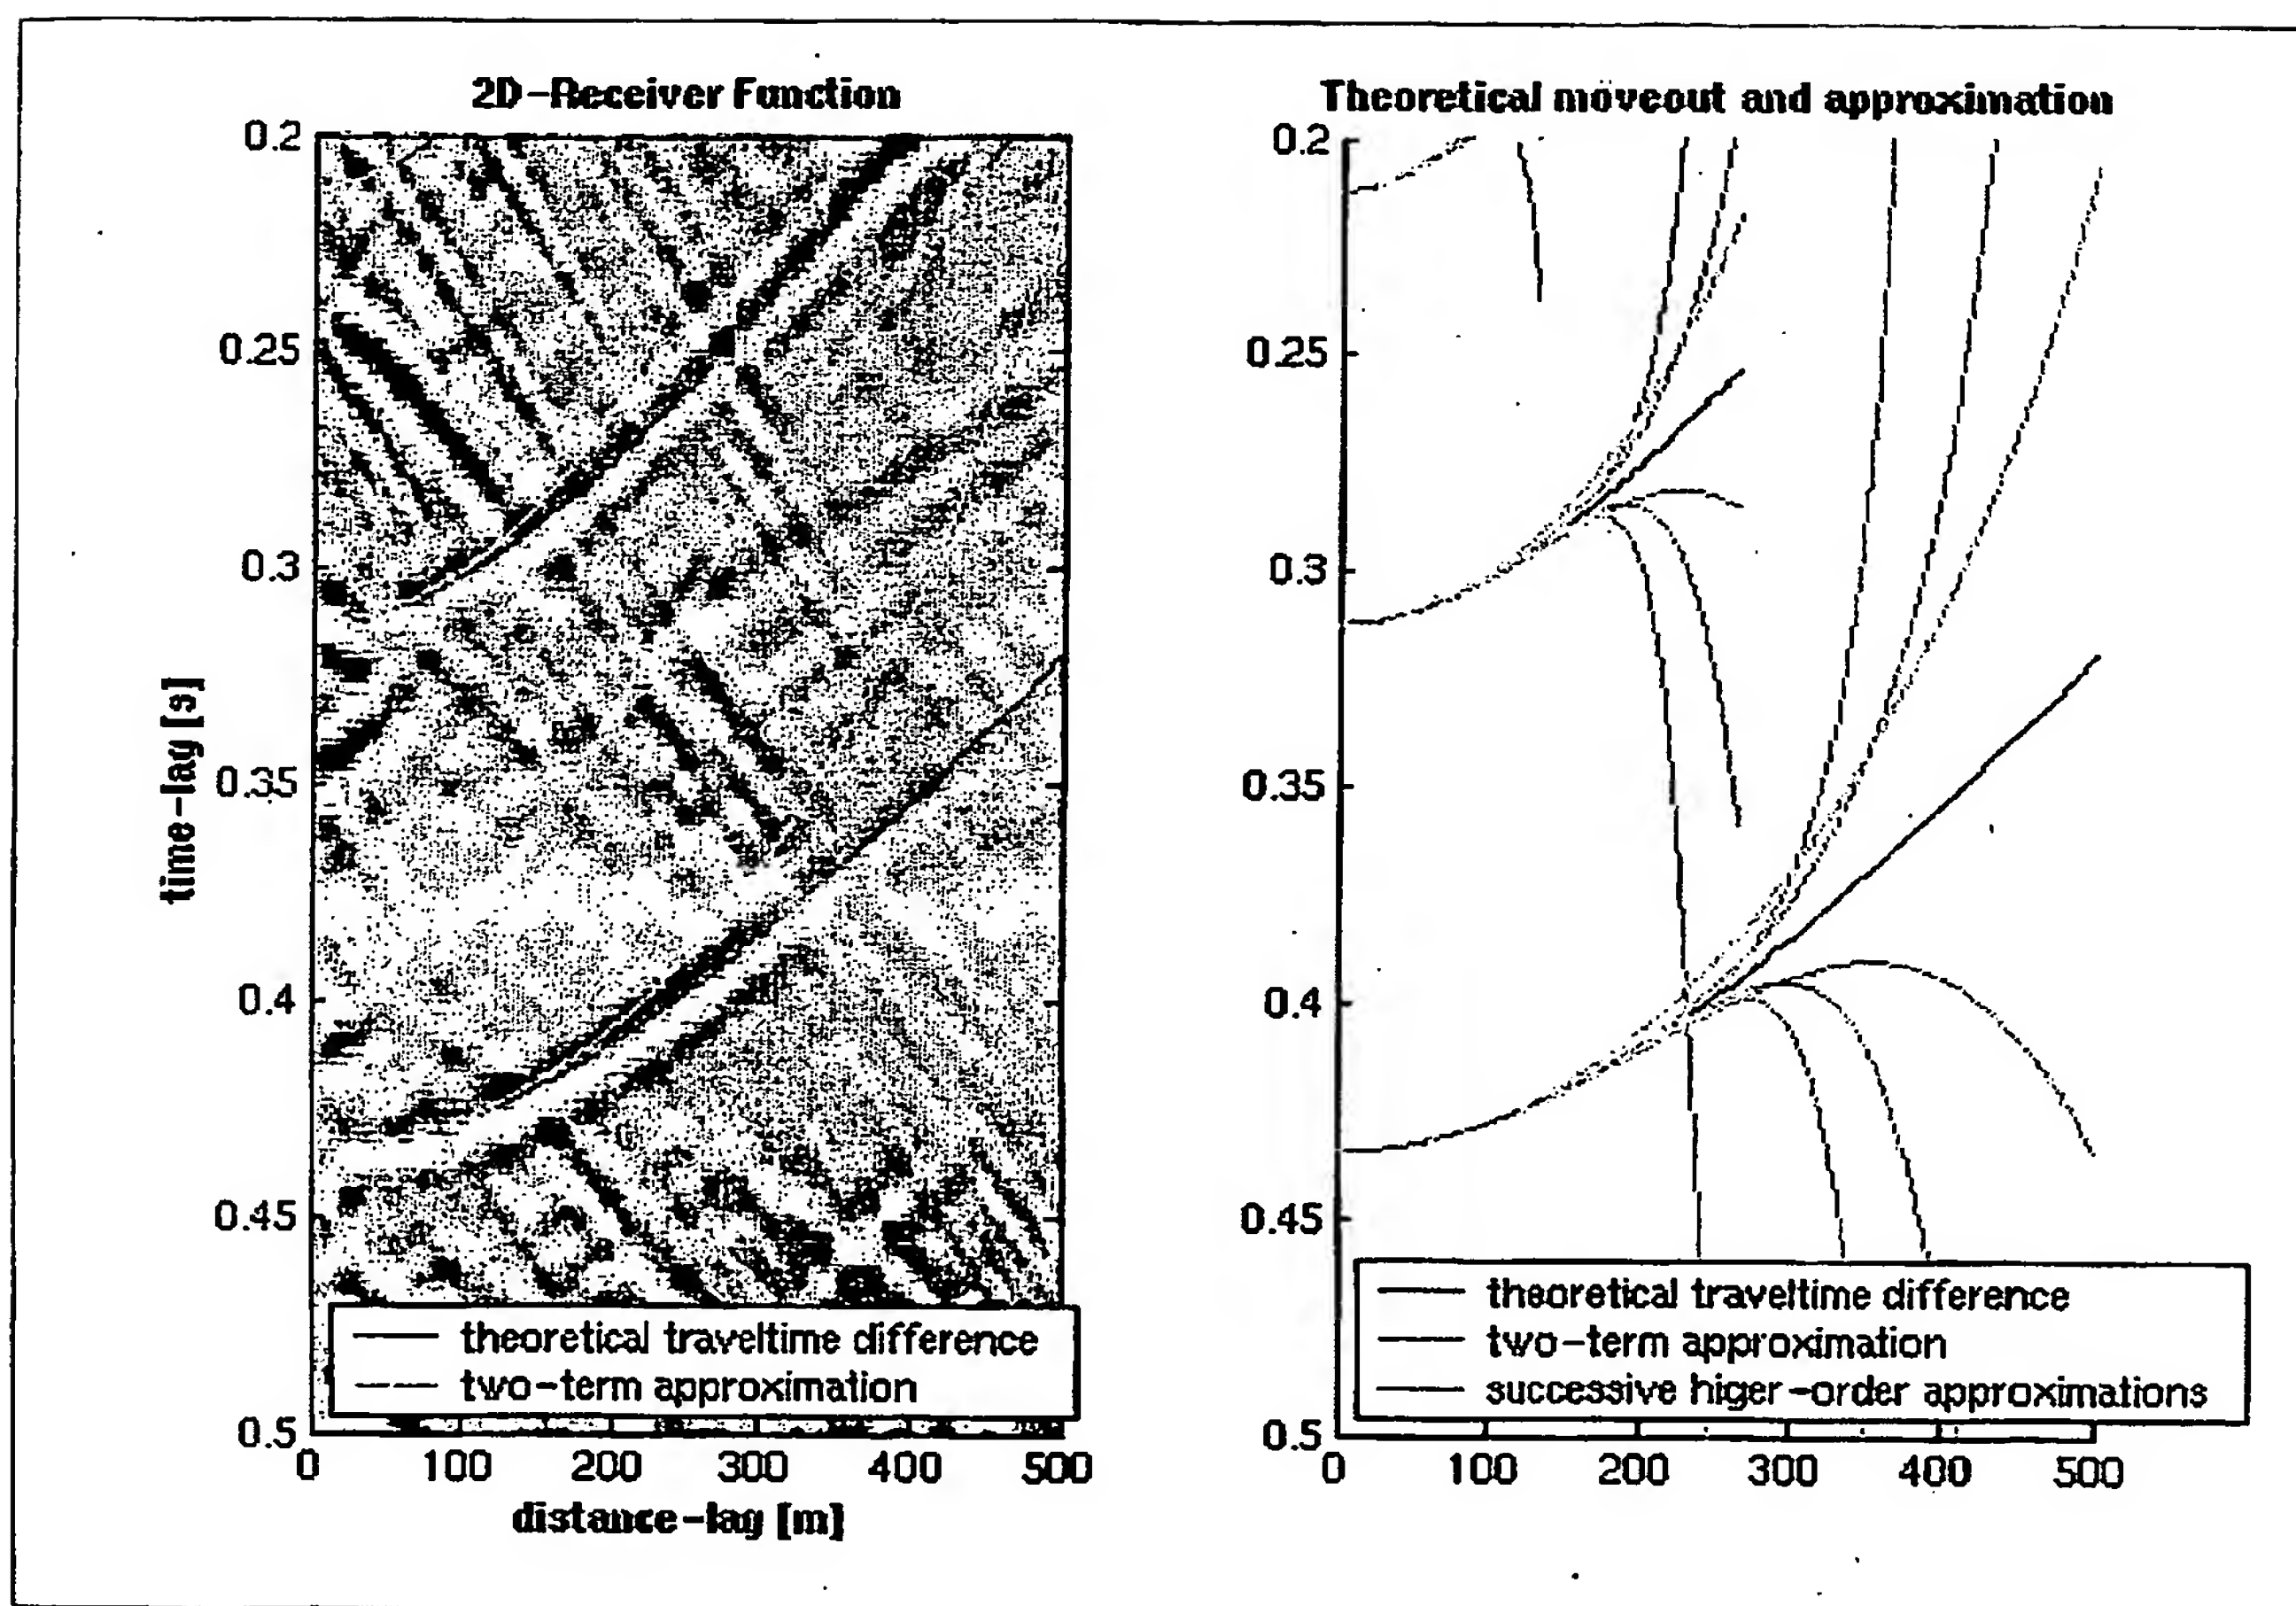 2D-Receiver Function
0.2
0.25
0.3
0.35
0.4
0.45
0.5
time-lag [s]
theoretical traveltime difference
two-term approximation
0 100 200 300 400 500
distance-lag [m]
Theoretical moveout and approximation
0.2
0.25
0.3
0.35
0.4
0.45
0.5
theoretical traveltime difference
two-term approximation
successive higer-order approximations
0 100 200 300 400 500